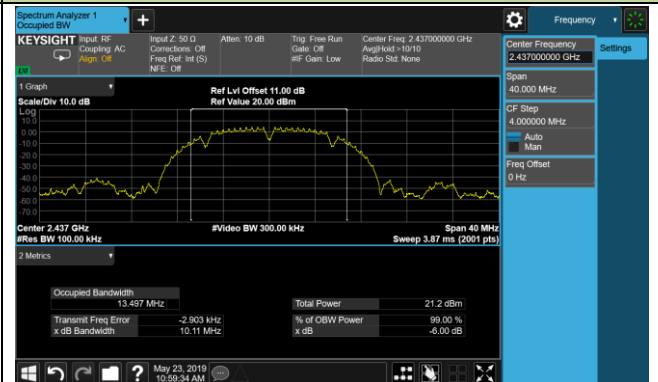 Spectrum Analyzer 1
Occupied BW
Frequency
KEYSIGHT
Input: RF
Coupling: AC
Align: Off
Input Z: 50 Ω
Corrections: Off
Freq Ref: Int (S)
NFE: Off
Atten: 10 dB
Trig: Free Run
Gate: Off
#IF Gain: Low
Center Freq: 2.437000000 GHz
Avg|Hold:>10/10
Radio Std: None
Center Frequency
2.437000000 GHz
Settings
Span
40.000 MHz
CF Step
4.000000 MHz
Auto
Man
Freq Offset
0 Hz
1 Graph
Scale/Div 10.0 dB
Ref Lvl Offset 11.00 dB
Ref Value 20.00 dBm
Log
10.0
0.00
-10.0
-20.0
-30.0
-40.0
-50.0
-60.0
-70.0
Center 2.437 GHz
#Video BW 300.00 kHz
Span 40 MHz
#Res BW 100.00 kHz
Sweep 3.87 ms (2001 pts)
2 Metrics
Occupied Bandwidth
13.497 MHz
Total Power
21.2 dBm
Transmit Freq Error
-2.903 kHz
% of OBW Power
99.00 %
x dB Bandwidth
10.11 MHz
x dB
-6.00 dB
?
May 23, 2019
10:59:34 AM